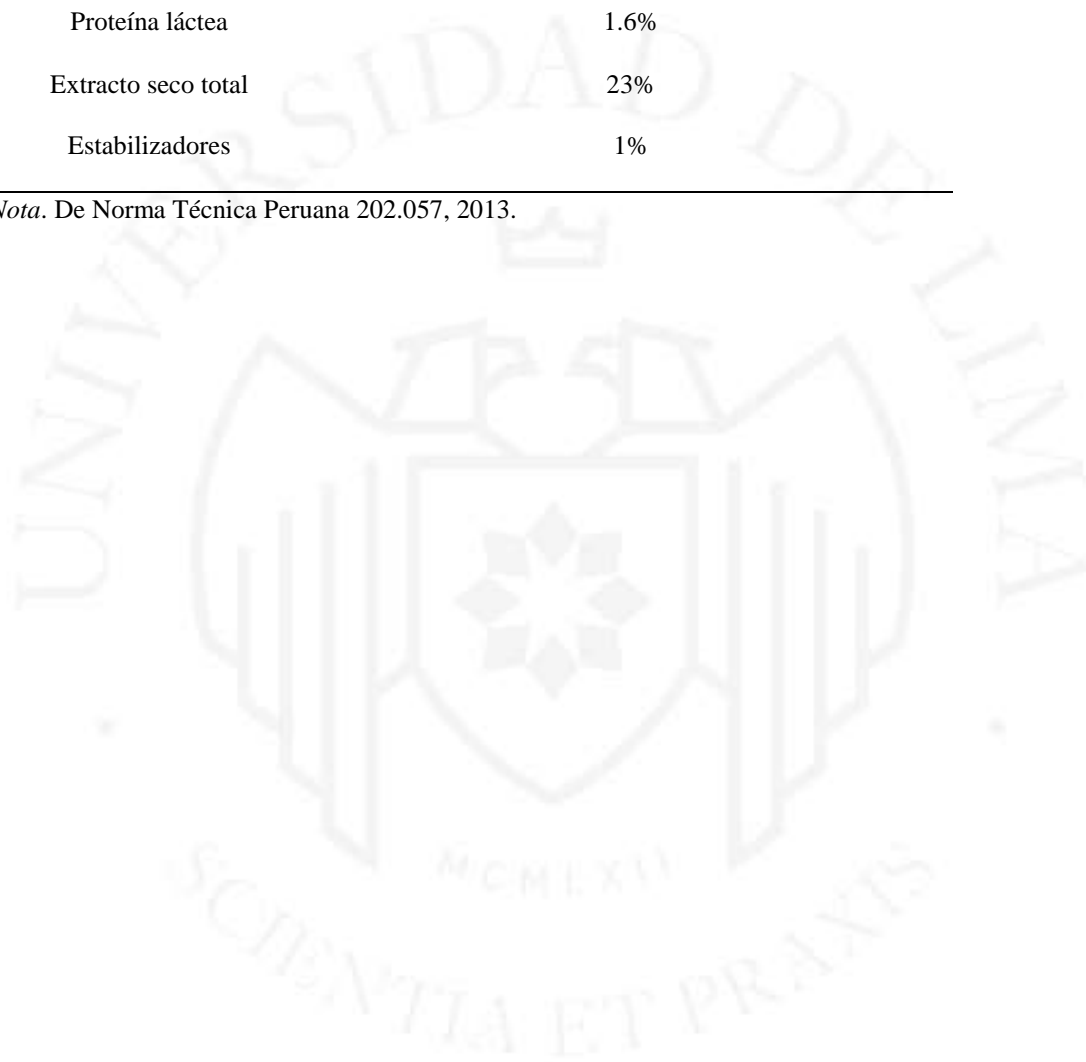 Proteína láctea 1.6%
Extracto seco total 23%
Estabilizadores 1%
Nota. De Norma Técnica Peruana 202.057, 2013.
UNIVERSIDAD DE LIMA
MCMLXII
SCIENTIA ET PRAXIS